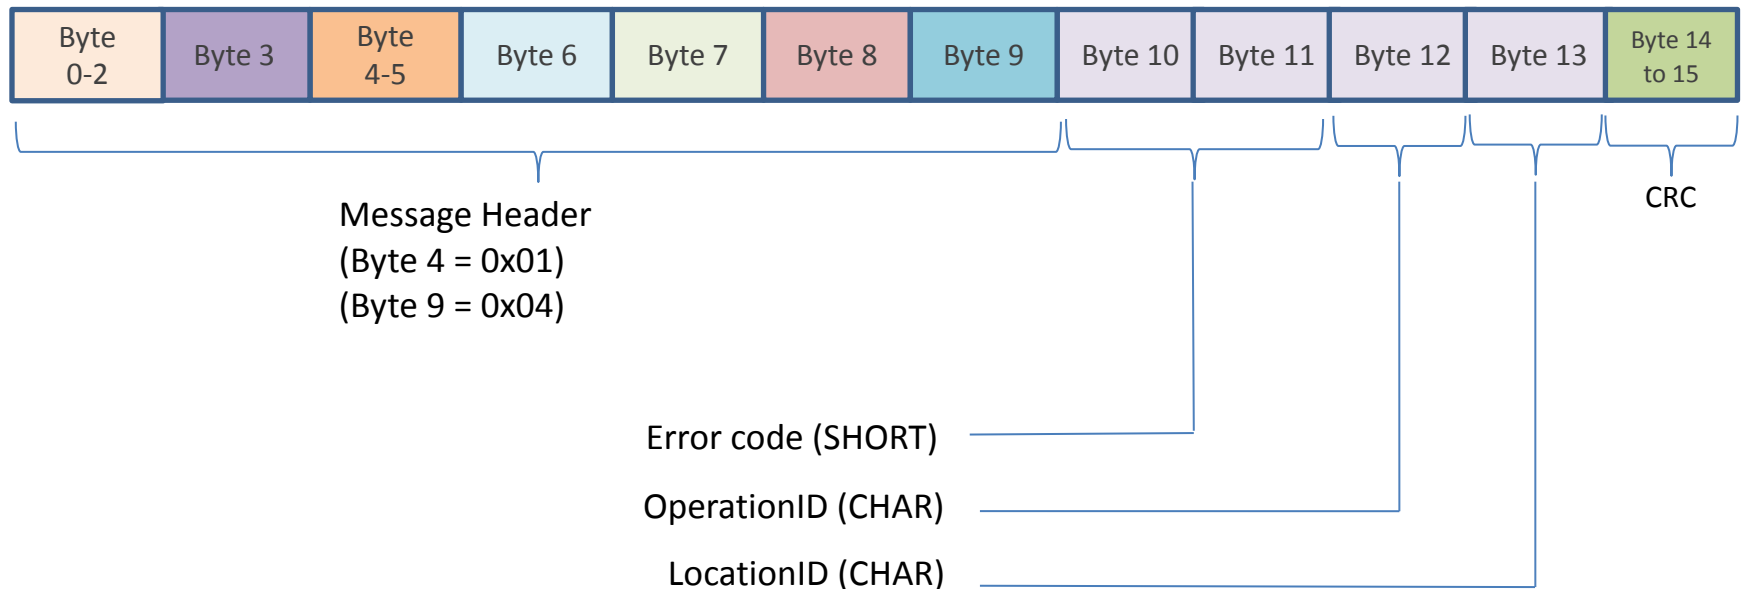 Byte
0-2
Byte 3
Byte
4-5
Byte 6
Byte 7
Byte 8
Byte 9
Byte 10
Byte 11
Byte 12
Byte 13
Byte 14
to 15
Message Header
(Byte 4 = 0x01)
(Byte 9 = 0x04)
CRC
Error code (SHORT)
OperationID (CHAR)
LocationID (CHAR)